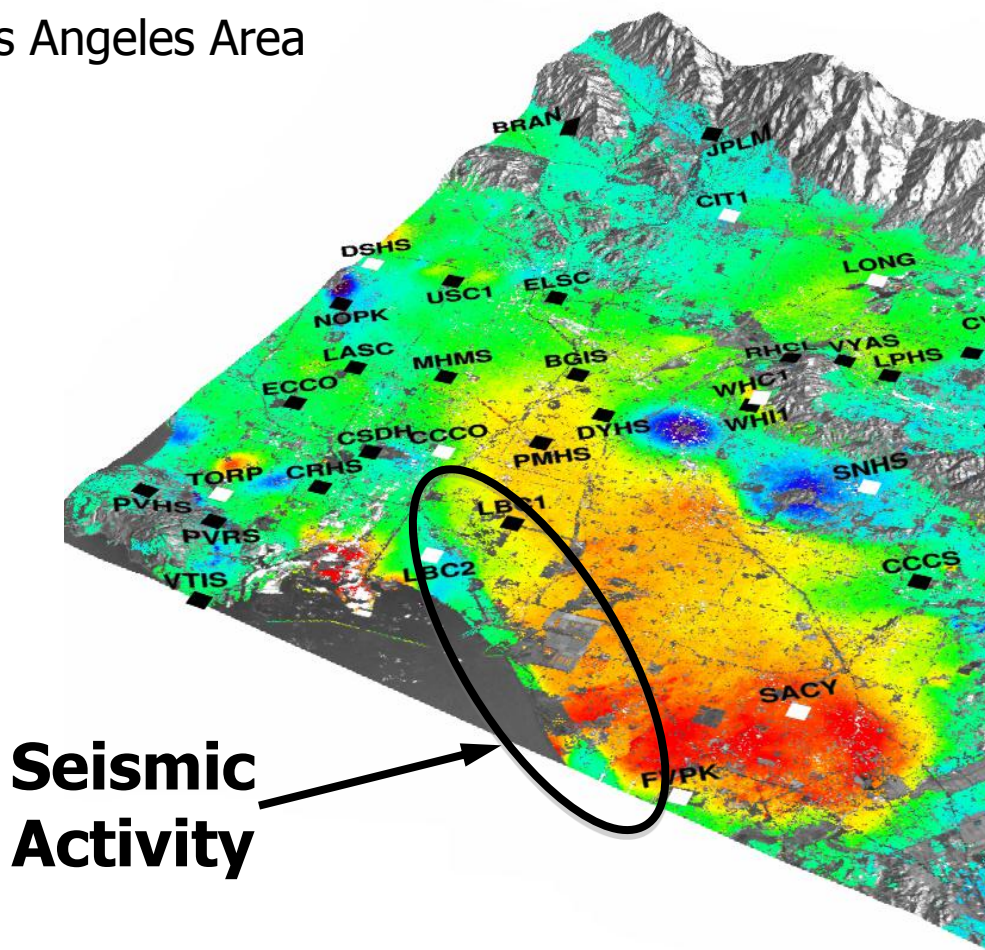 s Angeles Area
BRAN
JPLM
CIT1
DSHS
LONG
USC1
ELSC
NOPK
LASC
MHMS
BGIS
RHCL
VYAS
LPHS
ECCO
WHC1
WHI1
CSDH
CCCO
DYHS
PMHS
TORP
CRHS
SNHS
PVHS
LBC1
PVRS
LBC2
CCCS
VTIS
SACY
FVPK
Seismic
Activity